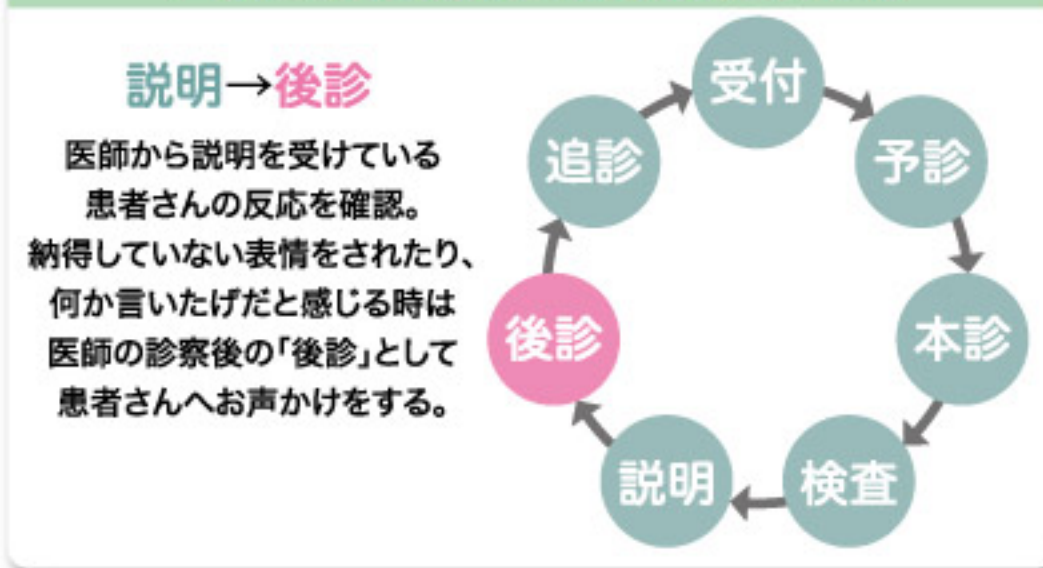 説明→後診
医師から説明を受けている
患者さんの反応を確認。
納得していない表情をされたり、
何か言いたげだと感じる時は
医師の診察後の「後診」として
患者さんへお声かけをする。
受付
予診
本診
検査
説明
後診
追診